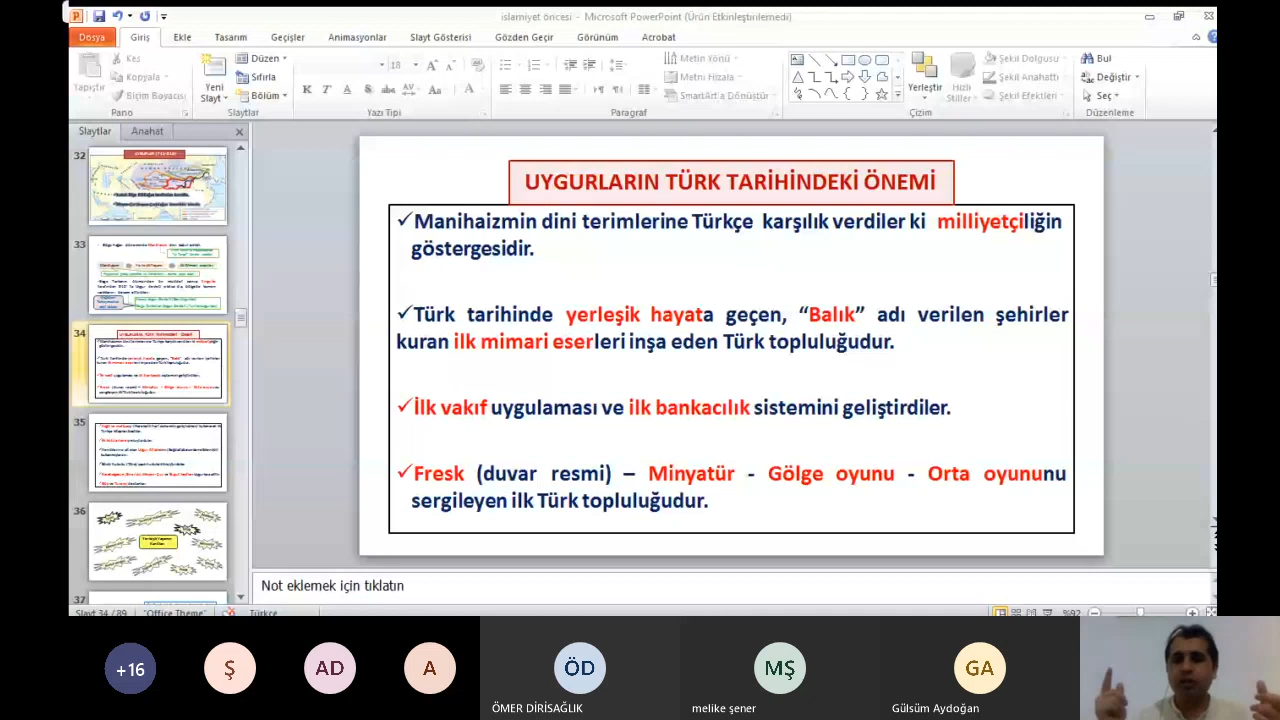 islamiyet öncesi - Microsoft PowerPoint (Ürün Etkinleştirilemedi)
Dosya Giriş Ekle Tasarım Geçişler Animasyonlar Slayt Gösterisi Gözden Geçir Görünüm Acrobat
Yapıştır
Kes
Kopyala
Biçim Boyacısı
Pano
Yeni Slayt
Düzen
Sıfırla
Bölüm
Slaytlar
18
K T A S abc AV Aa A
Yazı Tipi
Metin Yönü
Metni Hizala
SmartArt'a Dönüştür
Paragraf
Yerleştir
Hızlı Stiller
Şekil Dolgusu
Şekil Anahattı
Şekil Efektleri
Çizim
Bul
Değiştir
Seç
Düzenleme
Slaytlar Anahat
32
33
34
35
36
37
UYGURLARIN TÜRK TARİHİNDEKİ ÖNEMİ
✓Manihaizmin dini terimlerine Türkçe karşılık verdiler ki milliyetçiliğin
göstergesidir.
✓Türk tarihinde yerleşik hayata geçen, “Balık” adı verilen şehirler
kuran ilk mimari eserleri inşa eden Türk topluluğudur.
✓İlk vakıf uygulaması ve ilk bankacılık sistemini geliştirdiler.
✓Fresk (duvar resmi) – Minyatür - Gölge oyunu - Orta oyununu
sergileyen ilk Türk topluluğudur.
Not eklemek için tıklatın
Slayt 34 / 89 "Office Theme" Türkçe %92
+16 Ş AD A ÖD MŞ GA
ÖMER DİRİSAĞLIK melike şener Gülsüm Aydoğan